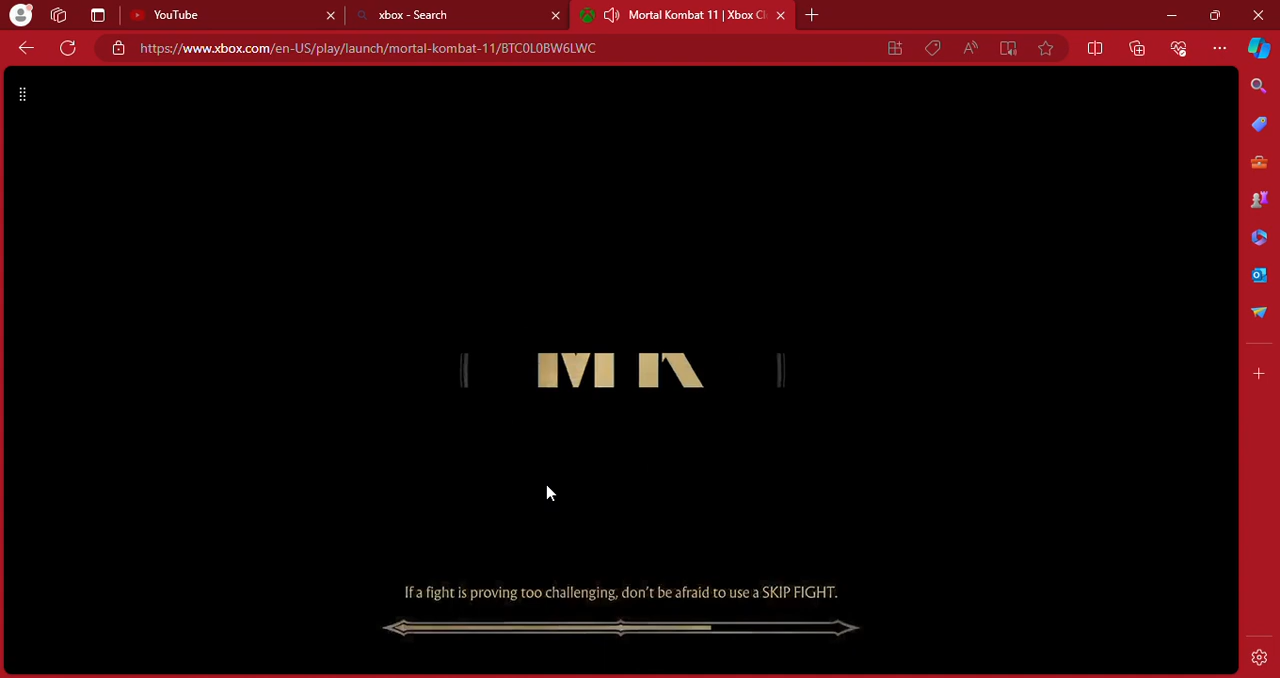 YouTube
xbox - Search
Mortal Kombat 11 | Xbox Cl
https://www.xbox.com/en-US/play/launch/mortal-kombat-11/BTC0L0BW6LWC
MK
If a fight is proving too challenging, don't be afraid to use a SKIP FIGHT.